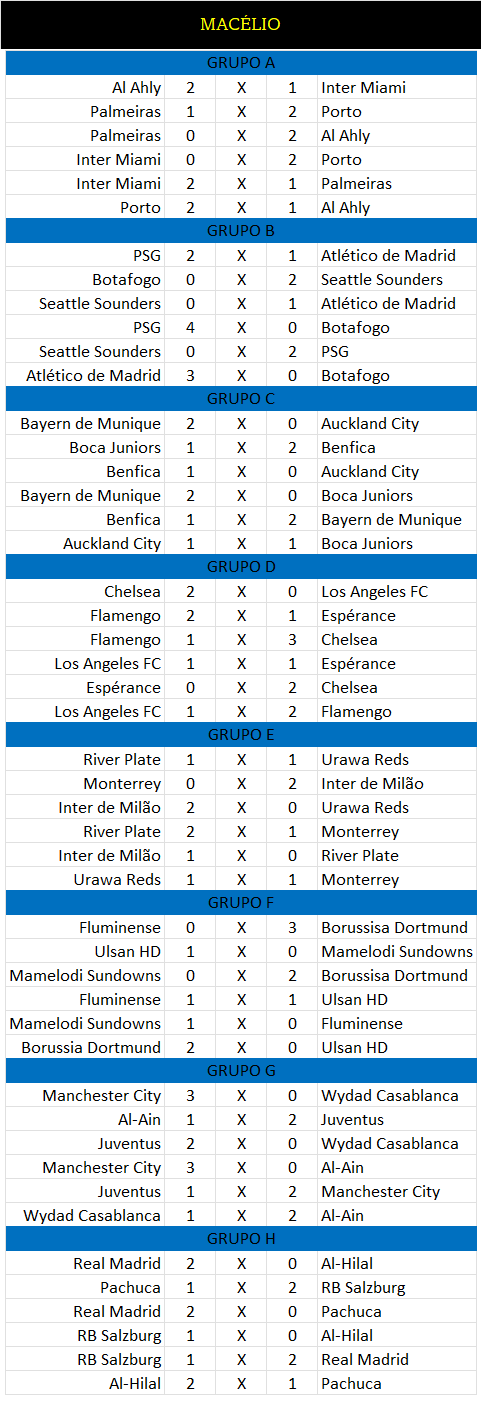 MACÉLIO
GRUPO A
Al Ahly 2 X 1 Inter Miami
Palmeiras 1 X 2 Porto
Palmeiras 0 X 2 Al Ahly
Inter Miami 0 X 2 Porto
Inter Miami 2 X 1 Palmeiras
Porto 2 X 1 Al Ahly
GRUPO B
PSG 2 X 1 Atlético de Madrid
Botafogo 0 X 2 Seattle Sounders
Seattle Sounders 0 X 1 Atlético de Madrid
PSG 4 X 0 Botafogo
Seattle Sounders 0 X 2 PSG
Atlético de Madrid 3 X 0 Botafogo
GRUPO C
Bayern de Munique 2 X 0 Auckland City
Boca Juniors 1 X 2 Benfica
Benfica 1 X 0 Auckland City
Bayern de Munique 2 X 0 Boca Juniors
Benfica 1 X 2 Bayern de Munique
Auckland City 1 X 1 Boca Juniors
GRUPO D
Chelsea 2 X 0 Los Angeles FC
Flamengo 2 X 1 Espérance
Flamengo 1 X 3 Chelsea
Los Angeles FC 1 X 1 Espérance
Espérance 0 X 2 Chelsea
Los Angeles FC 1 X 2 Flamengo
GRUPO E
River Plate 1 X 1 Urawa Reds
Monterrey 0 X 2 Inter de Milão
Inter de Milão 2 X 0 Urawa Reds
River Plate 2 X 1 Monterrey
Inter de Milão 1 X 0 River Plate
Urawa Reds 1 X 1 Monterrey
GRUPO F
Fluminense 0 X 3 Borussisa Dortmund
Ulsan HD 1 X 0 Mamelodi Sundowns
Mamelodi Sundowns 0 X 2 Borussisa Dortmund
Fluminense 1 X 1 Ulsan HD
Mamelodi Sundowns 1 X 0 Fluminense
Borussia Dortmund 2 X 0 Ulsan HD
GRUPO G
Manchester City 3 X 0 Wydad Casablanca
Al-Ain 1 X 2 Juventus
Juventus 2 X 0 Wydad Casablanca
Manchester City 3 X 0 Al-Ain
Juventus 1 X 2 Manchester City
Wydad Casablanca 1 X 2 Al-Ain
GRUPO H
Real Madrid 2 X 0 Al-Hilal
Pachuca 1 X 2 RB Salzburg
Real Madrid 2 X 0 Pachuca
RB Salzburg 1 X 0 Al-Hilal
RB Salzburg 1 X 2 Real Madrid
Al-Hilal 2 X 1 Pachuca